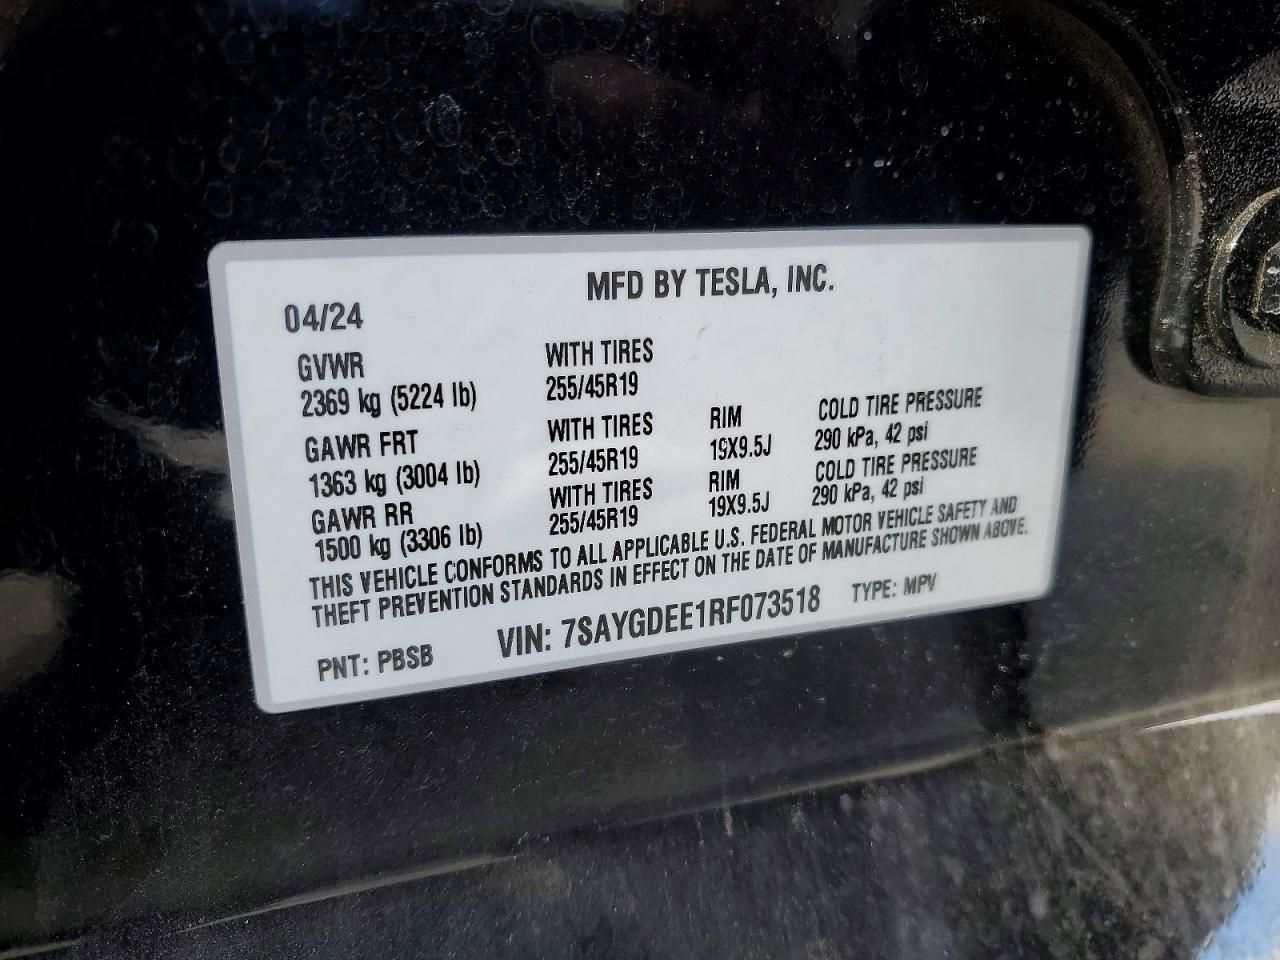 MFD BY TESLA, INC.
04/24
GVWR WITH TIRES
2369 kg (5224 lb) 255/45R19
GAWR FRT WITH TIRES RIM COLD TIRE PRESSURE
1363 kg (3004 lb) 255/45R19 19X9.5J 290 kPa, 42 psi
GAWR RR WITH TIRES RIM COLD TIRE PRESSURE
1500 kg (3306 lb) 255/45R19 19X9.5J 290 kPa, 42 psi
THIS VEHICLE CONFORMS TO ALL APPLICABLE U.S. FEDERAL MOTOR VEHICLE SAFETY AND
THEFT PREVENTION STANDARDS IN EFFECT ON THE DATE OF MANUFACTURE SHOWN ABOVE.
PNT: PBSB VIN: 7SAYGDEE1RF073518 TYPE: MPV